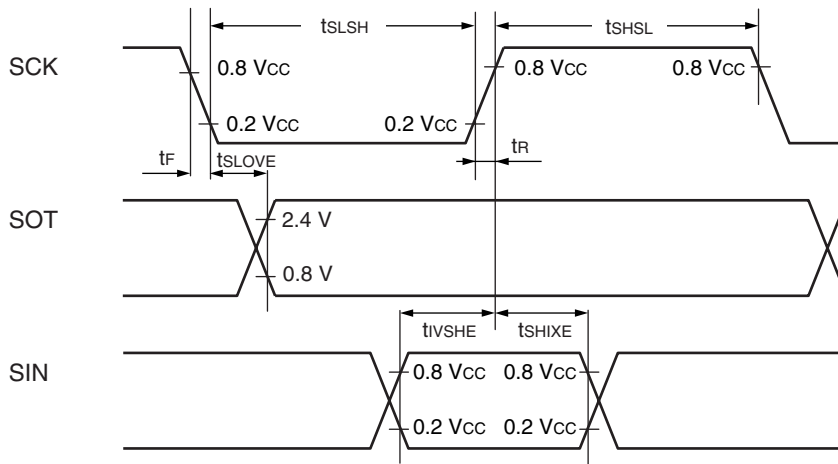 tSLSH tSHSL
SCK 0.8 VCC 0.8 VCC 0.8 VCC
0.2 VCC 0.2 VCC
tF tSLOVE tR
SOT 2.4 V
0.8 V
tIVSHE tSHIXE
SIN 0.8 VCC 0.8 VCC
0.2 VCC 0.2 VCC